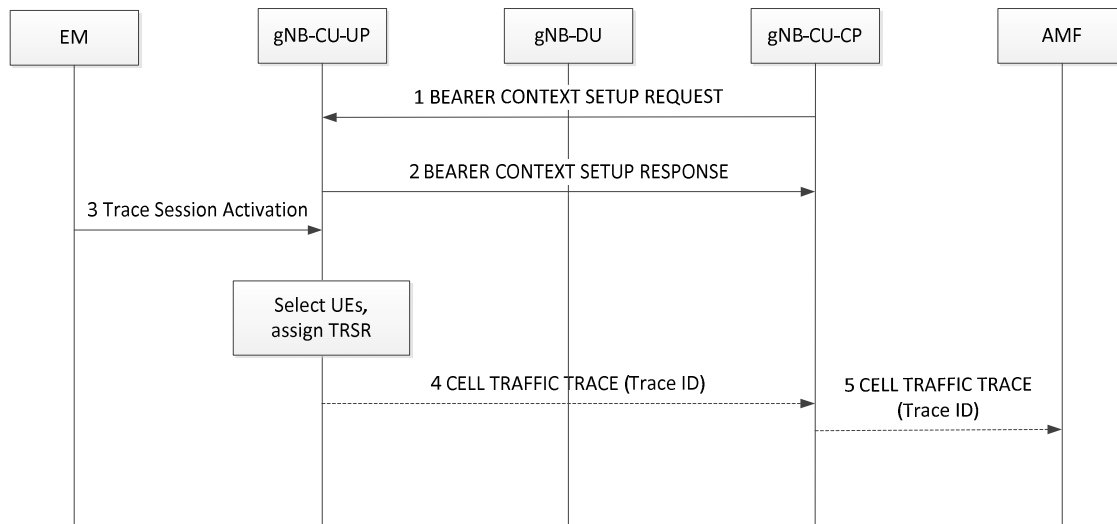 EM
gNB-CU-UP
gNB-DU
gNB-CU-CP
AMF
1 BEARER CONTEXT SETUP REQUEST
2 BEARER CONTEXT SETUP RESPONSE
3 Trace Session Activation
Select UEs,
assign TRSR
4 CELL TRAFFIC TRACE (Trace ID)
5 CELL TRAFFIC TRACE
(Trace ID)